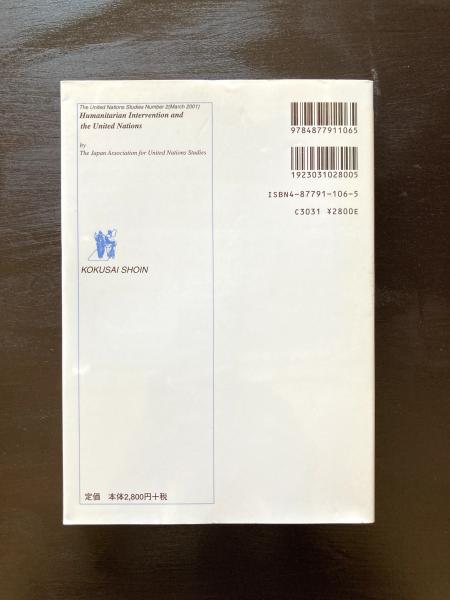 The United Nations Studies Number 2(March 2001)
Humanitarian Intervention and
the United Nations
by
The Japan Association for United Nations Studies
KOKUSAI SHOIN
定価 本体2,800円＋税
9784877911065
1923031028005
ISBN4-87791-106-5
C3031 ¥2800E